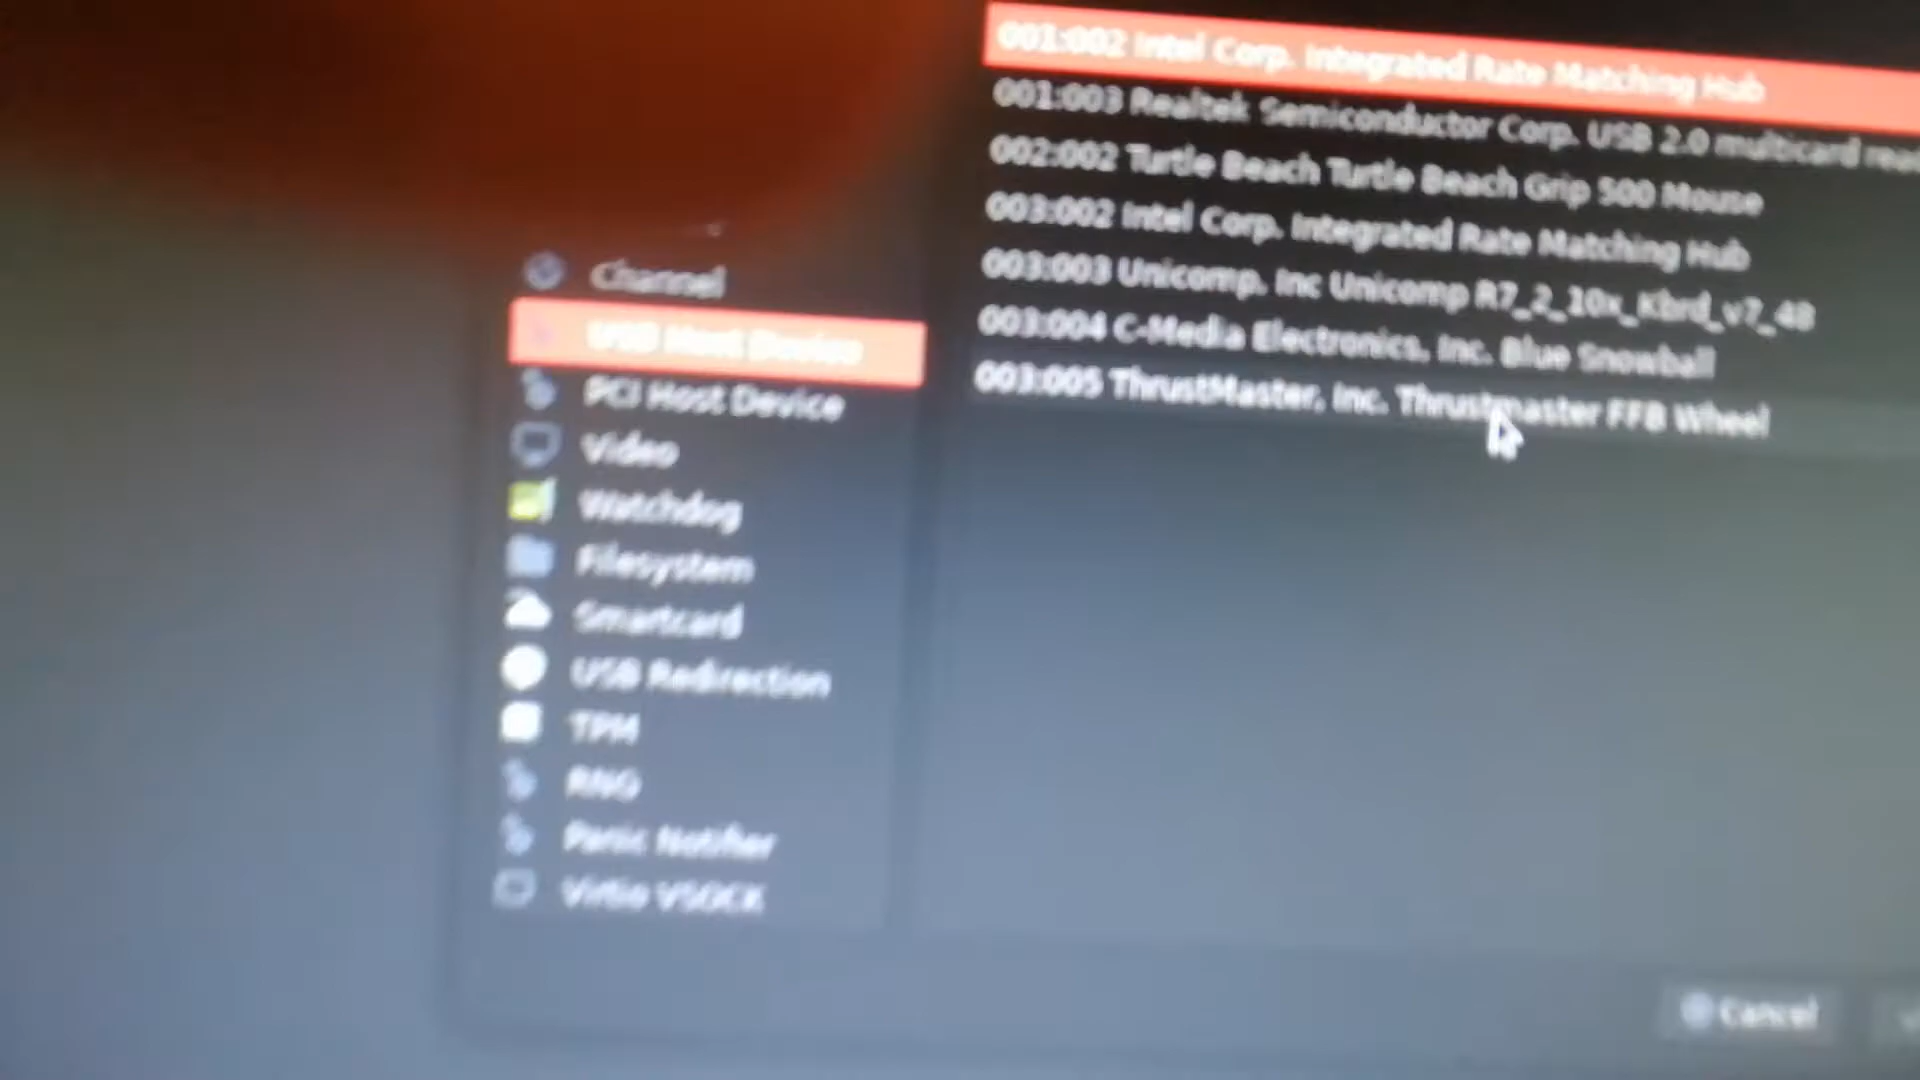 001:002 Intel Corp. Integrated Rate Matching Hub
001:003 Realtek Semiconductor Corp. USB 2.0 multicard rea
002:002 Turtle Beach Turtle Beach Grip 500 Mouse
003:002 Intel Corp. Integrated Rate Matching Hub
003:003 Unicomp, Inc Unicomp R7_2_10x_Kbrd_v7_48
003:004 C-Media Electronics, Inc. Blue Snowball
003:005 ThrustMaster, Inc. Thrustmaster FFB Wheel
Channel
USB Host Device
PCI Host Device
Video
Watchdog
Filesystem
Smartcard
USB Redirection
TPM
RNG
Panic Notifier
Virtio VSOCK
Cancel